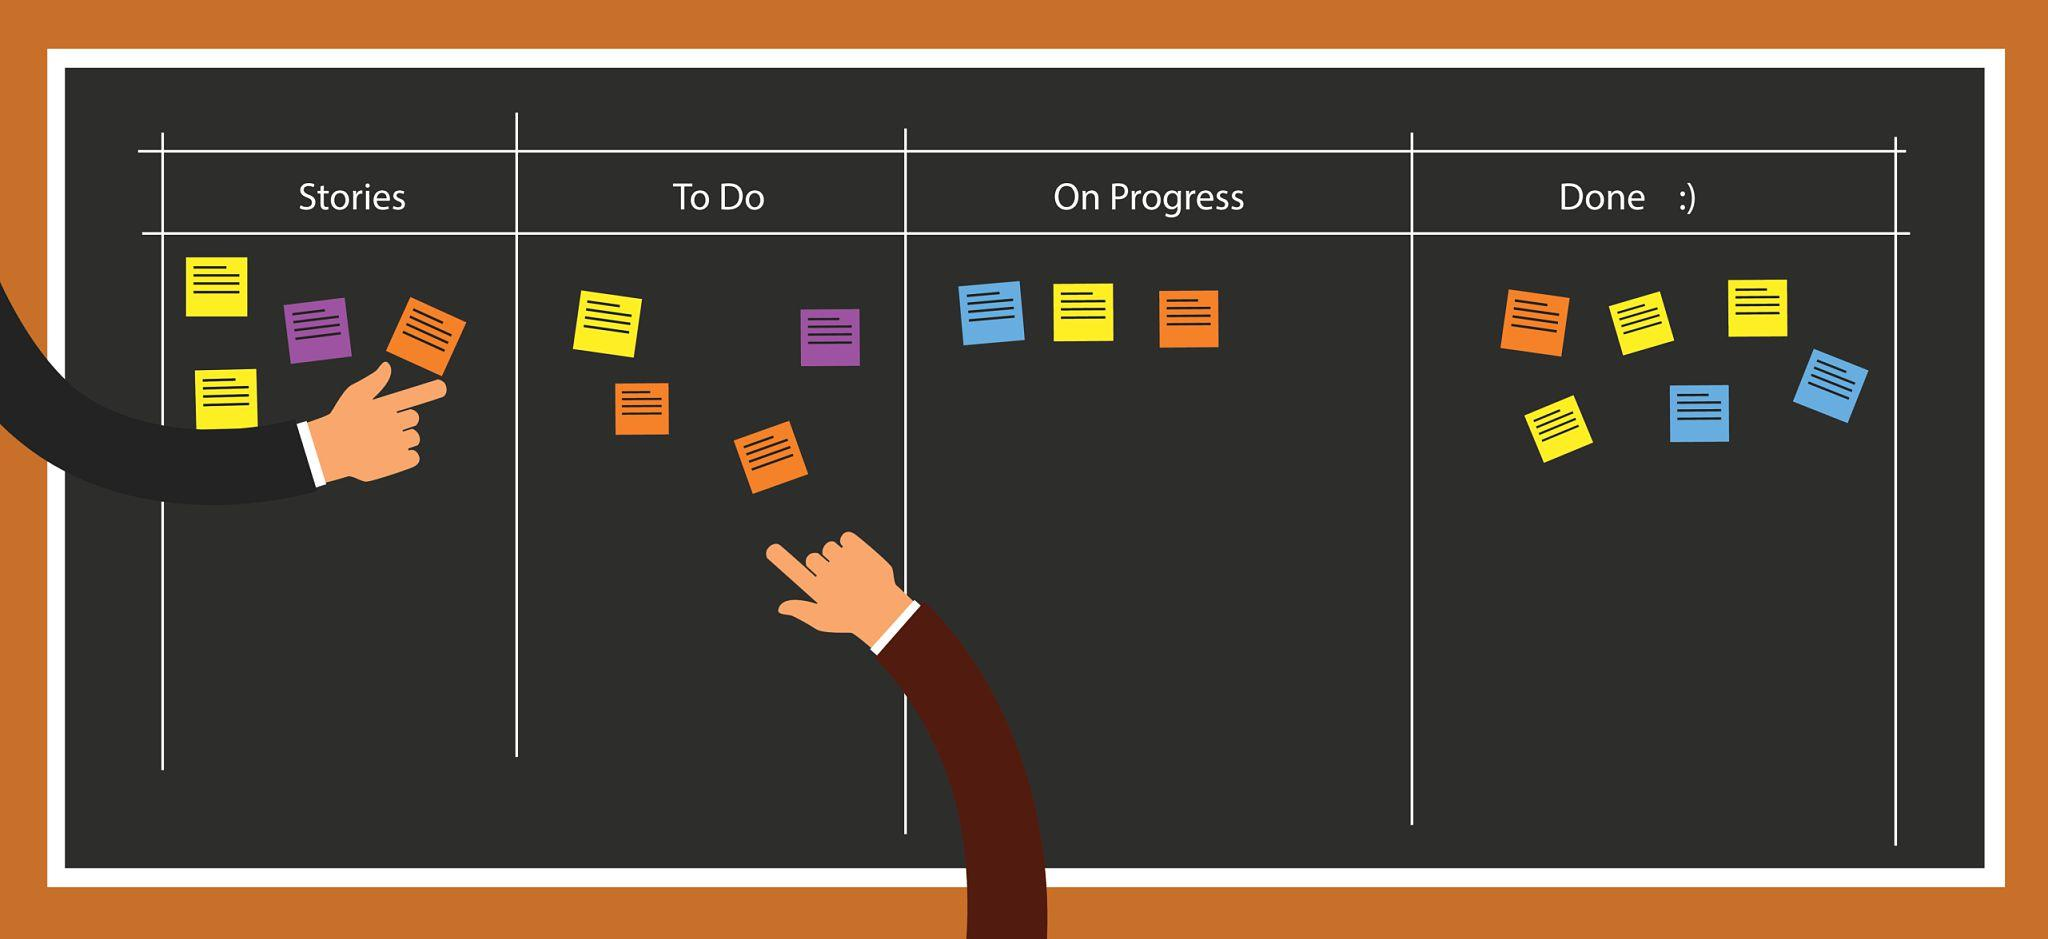 Stories
To Do
On Progress
Done :)